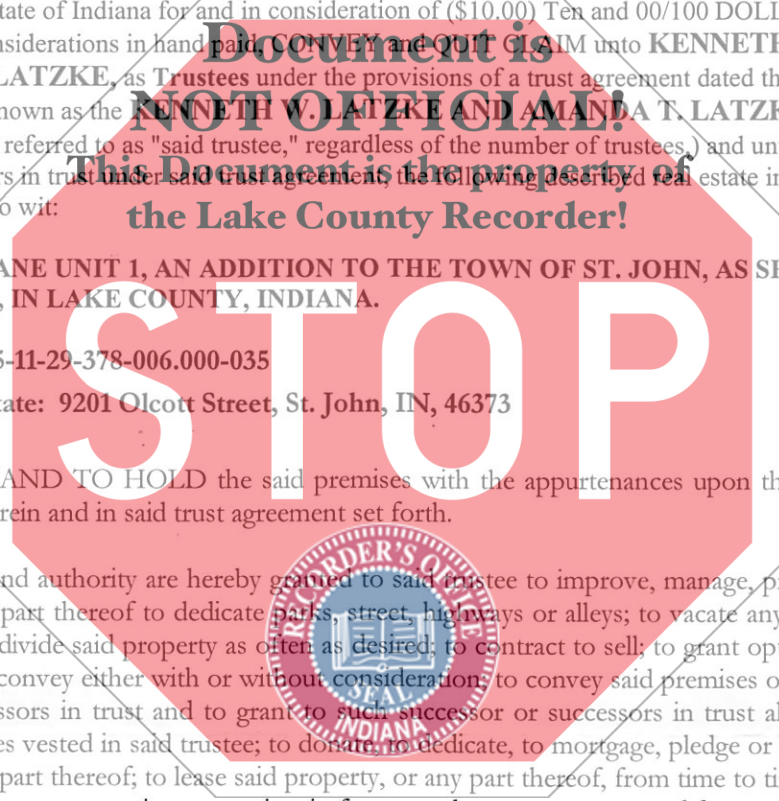 tate of Indiana for and in consideration of ($10.00) Ten and 00/100 DOLL
nsiderations in hand paid, CONVEY and QUIT CLAIM unto KENNETH
LATZKE, as Trustees under the provisions of a trust agreement dated th
nown as the KENNETH W. LATZKE AND AMANDA T. LATZKE
referred to as "said trustee," regardless of the number of trustees,) and unt
rs in trust under said trust agreement, the following described real estate in
o wit:
Document is
NOT OFFICIAL!
This Document is the property of
the Lake County Recorder!
ANE UNIT 1, AN ADDITION TO THE TOWN OF ST. JOHN, AS SE
, IN LAKE COUNTY, INDIANA.
5-11-29-378-006.000-035
tate: 9201 Olcott Street, St. John, IN, 46373
STOP
AND TO HOLD the said premises with the appurtenances upon th
rein and in said trust agreement set forth.
nd authority are hereby granted to said trustee to improve, manage, p
part thereof to dedicate parks, street, highways or alleys; to vacate any
divide said property as often as desired; to contract to sell; to grant op
convey either with or without consideration; to convey said premises o
ssors in trust and to grant to such successor or successors in trust al
es vested in said trustee; to donate, to dedicate, to mortgage, pledge or
part thereof; to lease said property, or any part thereof, from time to ti
RECORDER'S OFFICE
SEAL
INDIANA